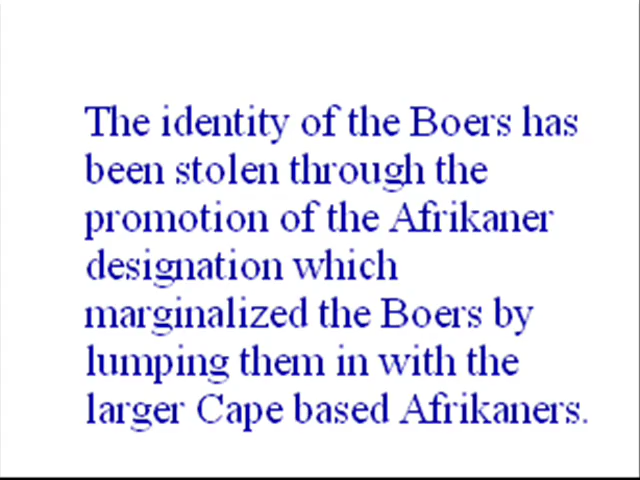 The identity of the Boers has
been stolen through the
promotion of the Afrikaner
designation which
marginalized the Boers by
lumping them in with the
larger Cape based Afrikaners.